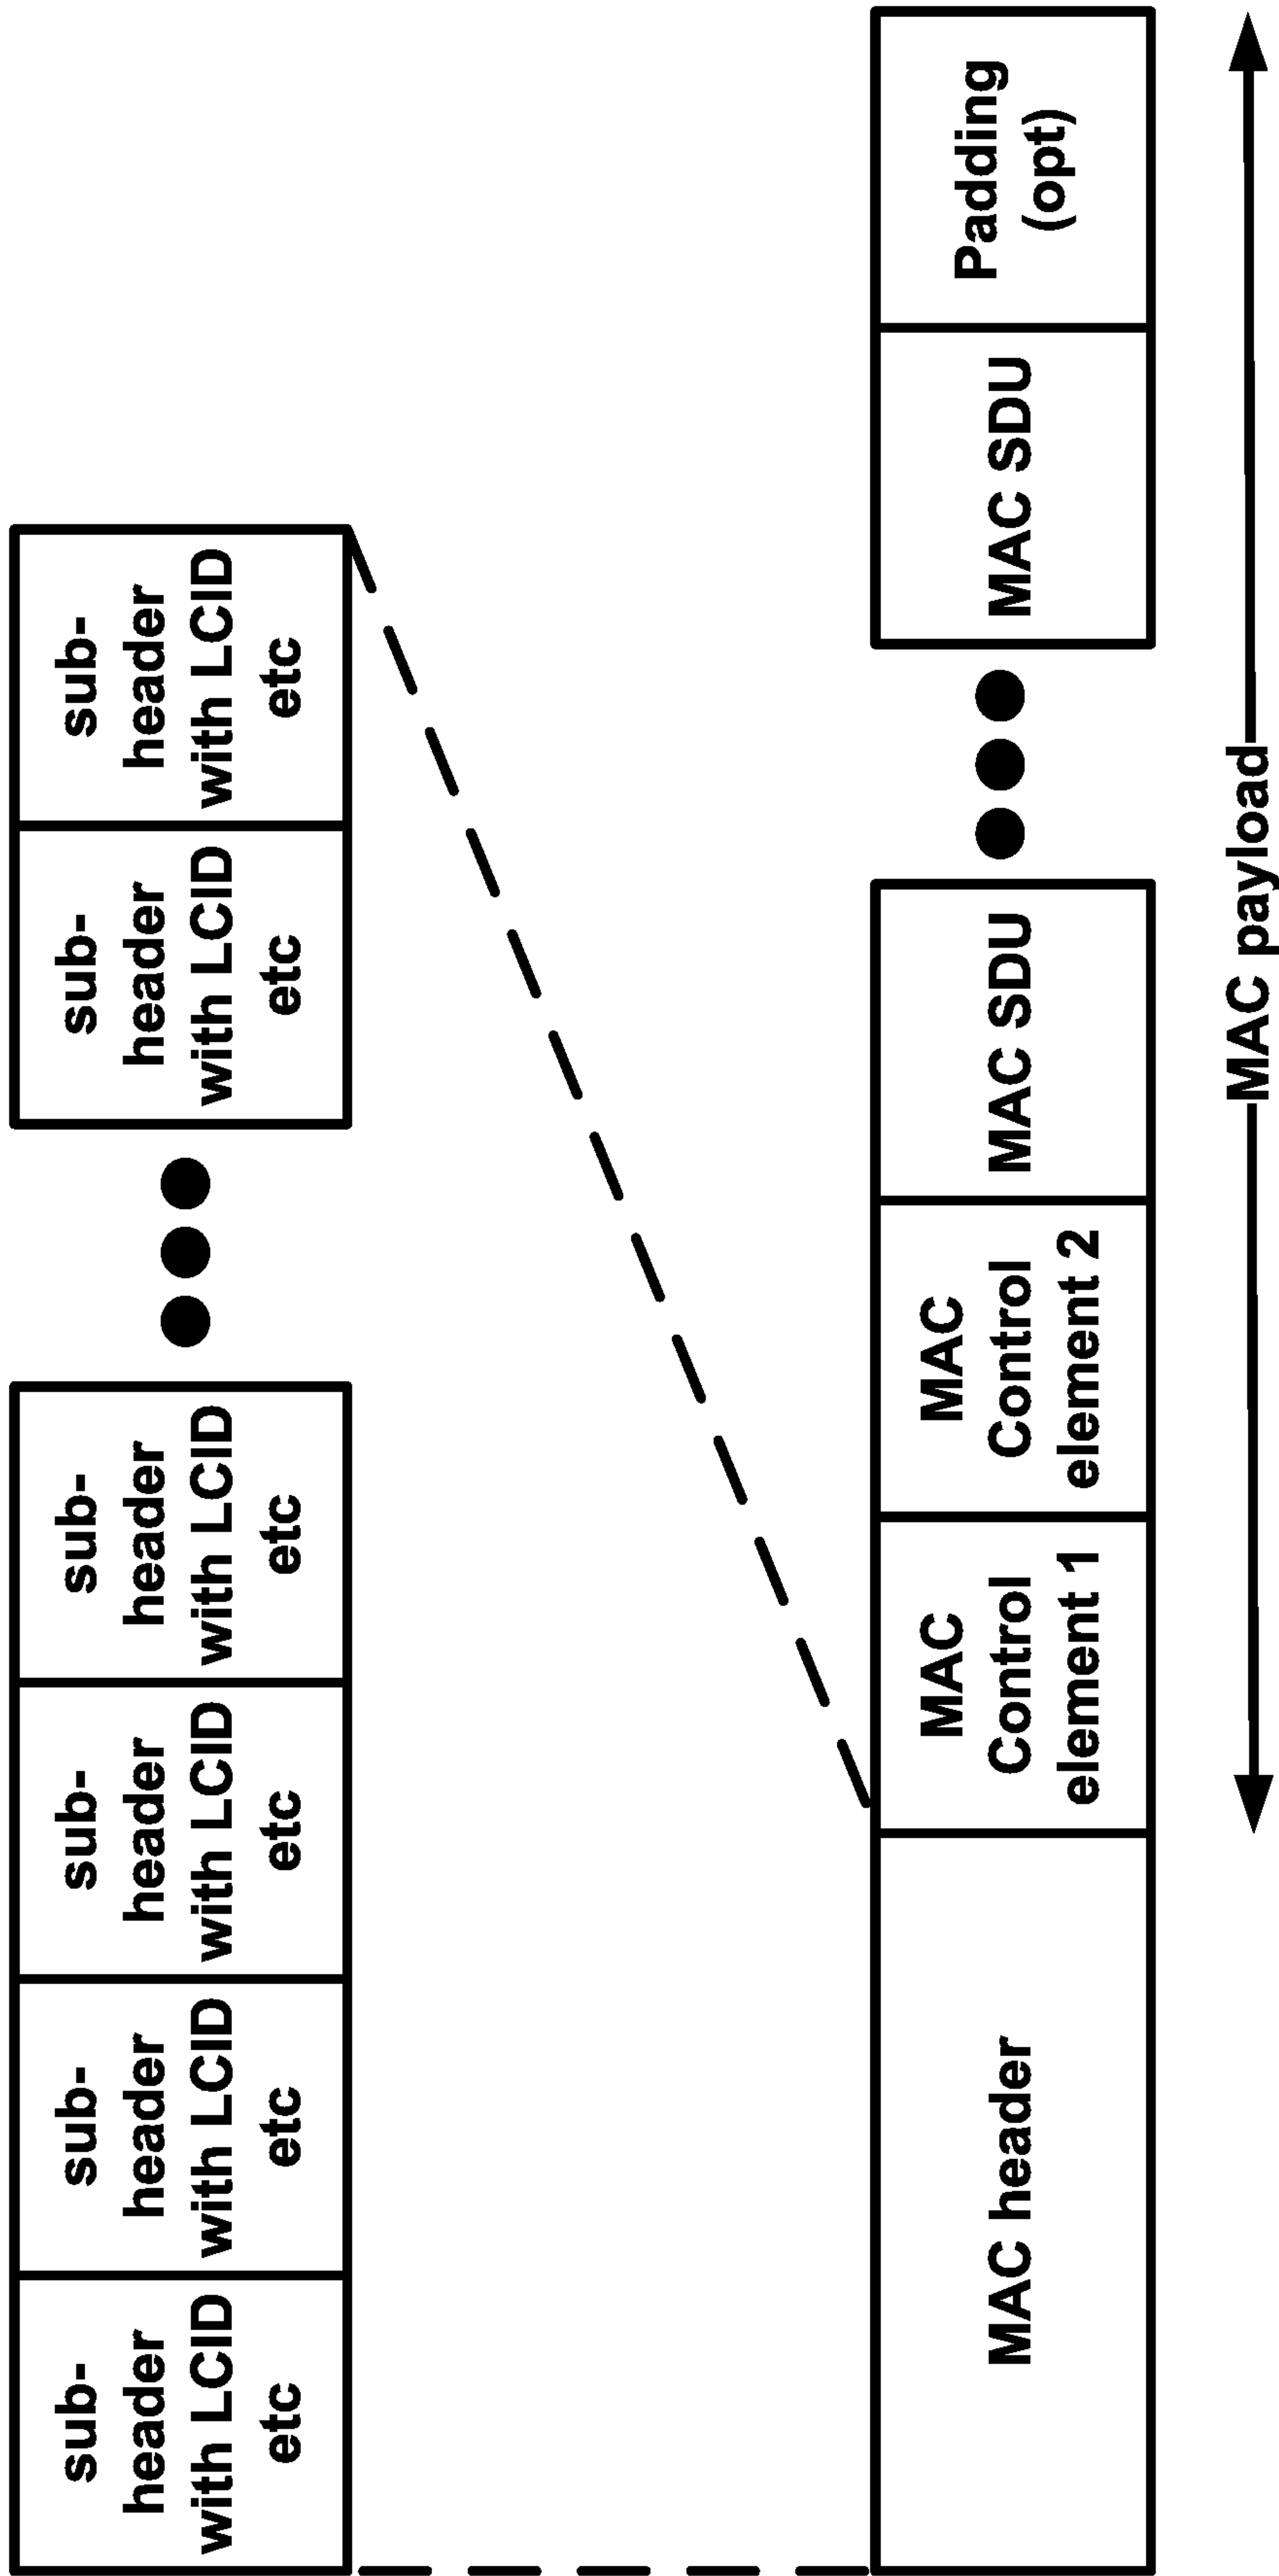 sub-
header
with LCID
etc
sub-
header
with LCID
etc
sub-
header
with LCID
etc
sub-
header
with LCID
etc
sub-
header
with LCID
etc
sub-
header
with LCID
etc
MAC header
MAC
Control
element 1
MAC
Control
element 2
MAC SDU
MAC SDU
Padding
(opt)
MAC payload